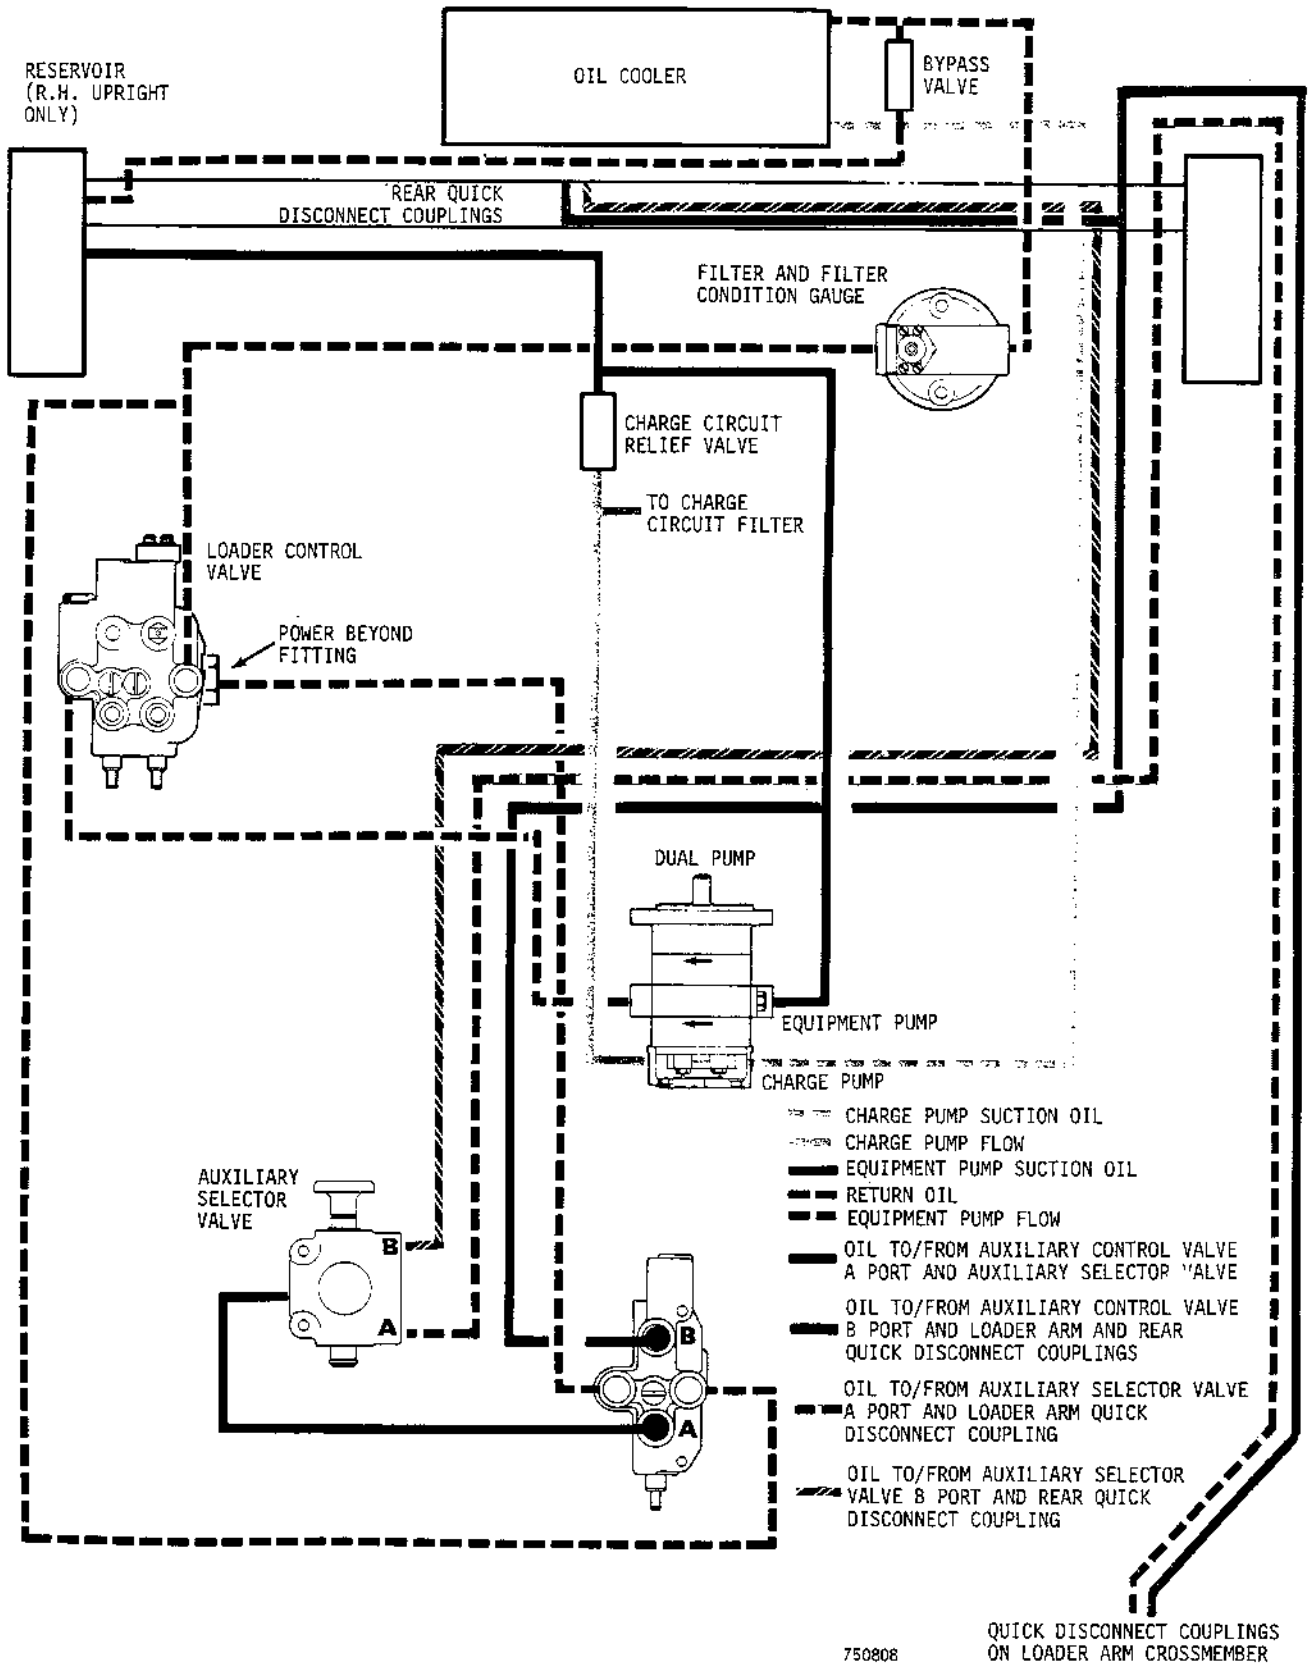 OIL COOLER
BYPASS
VALVE
RESERVOIR
(R.H. UPRIGHT
ONLY)
REAR QUICK
DISCONNECT COUPLINGS
FILTER AND FILTER
CONDITION GAUGE
CHARGE CIRCUIT
RELIEF VALVE
TO CHARGE
CIRCUIT FILTER
LOADER CONTROL
VALVE
POWER BEYOND
FITTING
DUAL PUMP
EQUIPMENT PUMP
CHARGE PUMP
CHARGE PUMP SUCTION OIL
CHARGE PUMP FLOW
EQUIPMENT PUMP SUCTION OIL
RETURN OIL
EQUIPMENT PUMP FLOW
OIL TO/FROM AUXILIARY CONTROL VALVE
A PORT AND AUXILIARY SELECTOR VALVE
OIL TO/FROM AUXILIARY CONTROL VALVE
B PORT AND LOADER ARM AND REAR
QUICK DISCONNECT COUPLINGS
OIL TO/FROM AUXILIARY SELECTOR VALVE
A PORT AND LOADER ARM QUICK
DISCONNECT COUPLING
OIL TO/FROM AUXILIARY SELECTOR
VALVE B PORT AND REAR QUICK
DISCONNECT COUPLING
AUXILIARY
SELECTOR
VALVE
B
A
B
A
QUICK DISCONNECT COUPLINGS
ON LOADER ARM CROSSMEMBER
750808